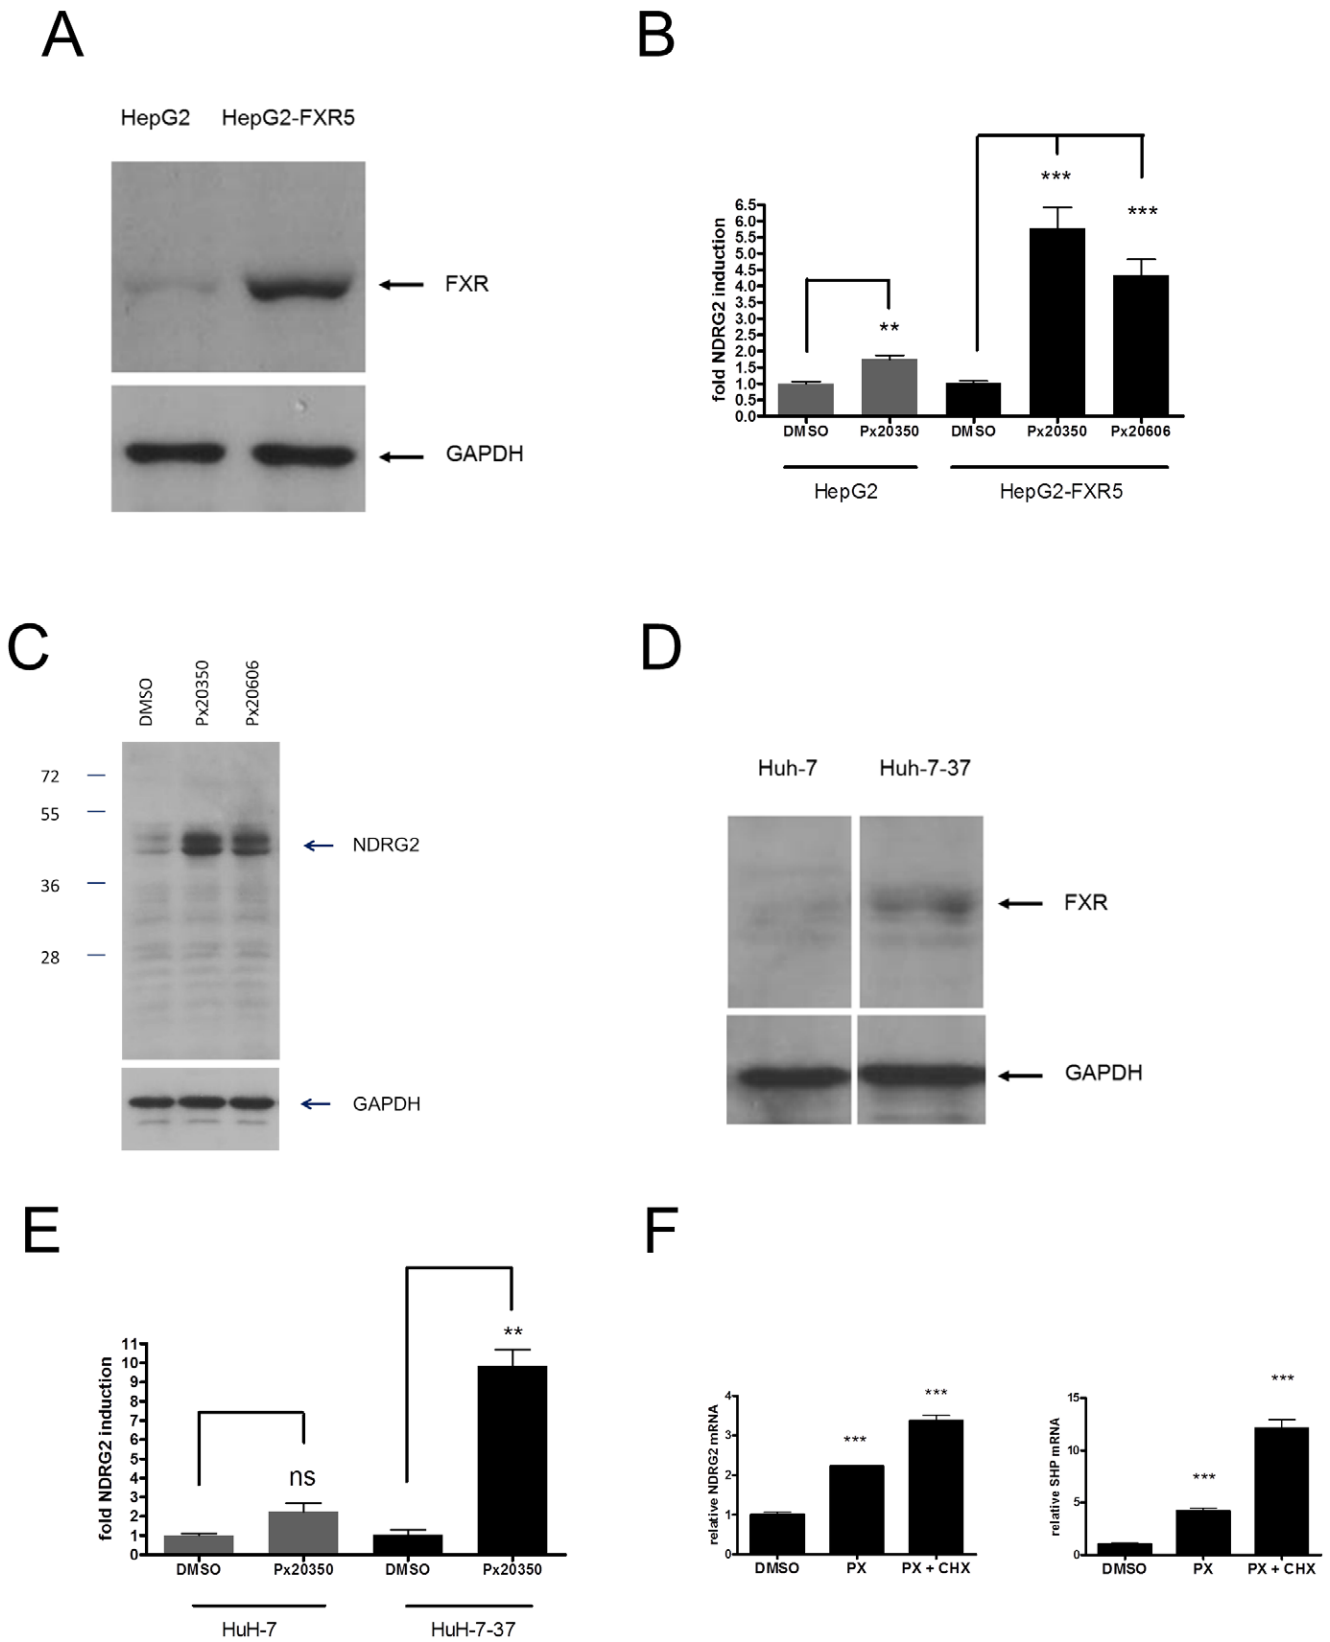 A
HepG2 HepG2-FXR5
FXR
GAPDH
B
fold NDRG2 induction
6.5
6.0
5.5
5.0
4.5
4.0
3.5
3.0
2.5
2.0
1.5
1.0
0.5
0.0
***
***
**
DMSO Px20350 DMSO Px20350 Px20606
HepG2 HepG2-FXR5
C
DMSO Px20350 Px20606
72
55
36
28
NDRG2
GAPDH
D
Huh-7 Huh-7-37
FXR
GAPDH
E
fold NDRG2 induction
11
10
9
8
7
6
5
4
3
2
1
0
ns
**
DMSO Px20350 DMSO Px20350
HuH-7 HuH-7-37
F
relative NDRG2 mRNA
4
3
2
1
0
***
***
DMSO PX PX + CHX
relative SHP mRNA
15
10
5
0
***
***
DMSO PX PX + CHX